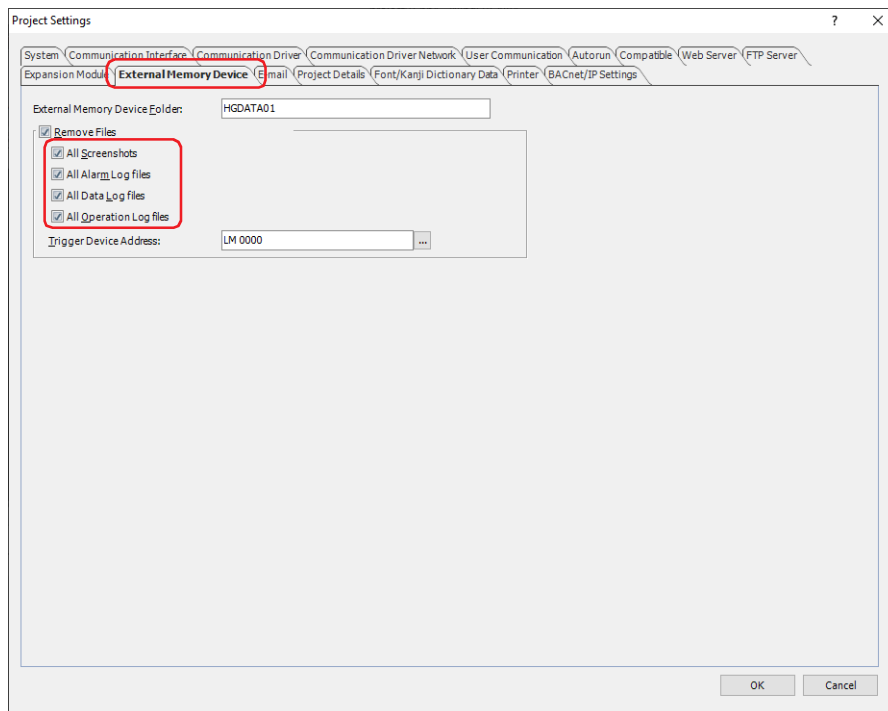 Project Settings ? X
System Communication Interface Communication Driver Communication Driver Network User Communication Autorun Compatible Web Server FTP Server
Expansion Module External Memory Device E-mail Project Details Font/Kanji Dictionary Data Printer BACnet/IP Settings
External Memory Device Folder: HGDATA01
Remove Files
All Screenshots
All Alarm Log files
All Data Log files
All Operation Log files
Trigger Device Address: LM 0000 ...
OK Cancel